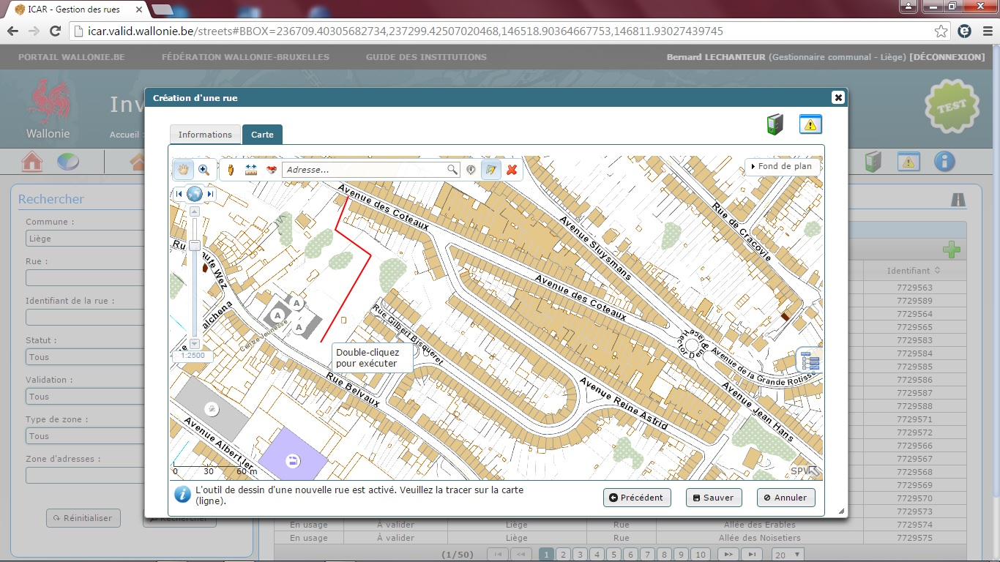 ICAR - Gestion des rues
icar.valid.wallonie.be/streets#BBOX=236709.40305682734,237299.42507020468,146518.90364667753,146811.93027439745
PORTAIL WALLONIE.BE
FÉDÉRATION WALLONIE-BRUXELLES
GUIDE DES INSTITUTIONS
Bernard LECHANTEUR (Gestionnaire communal - Liège) [DÉCONNEXION]
Wallonie
Inv
Accueil :
TEST
Création d'une rue
Informations
Carte
Adresse...
Fond de plan
Rechercher
Commune :
Liège
Rue :
Identifiant de la rue :
Statut :
Tous
Validation :
Tous
Type de zone :
Tous
Zone d'adresses :
Réinitialiser
Rechercher
Avenue des Coteaux
Avenue Sluysmans
Rue de Cracovie
Avenue des Coteaux
Place
Hector Denis
Avenue de la Grande Rotisse
Avenue Jean Hans
Avenue Reine Astrid
Rue Gilbert Bisqueret
Rue Belvaux
Avenue Albert Ier
Centre Jeunesse
A
A
A
1:2500
Double-cliquez
pour exécuter
0 30 60 m
SPW
L'outil de dessin d'une nouvelle rue est activé. Veuillez la tracer sur la carte
(ligne).
Précédent
Sauver
Annuler
Identifiant
7729563
7729589
7729564
7729565
7729583
7729584
7729585
7729586
7729587
7729588
7729571
7729572
7729566
7729567
7729568
7729569
7729570
7729573
En usage À valider Liège Rue Allée des Erables 7729574
En usage À valider Liège Rue Allée des Noisetiers 7729575
(1/50) 1 2 3 4 5 6 7 8 9 10 20